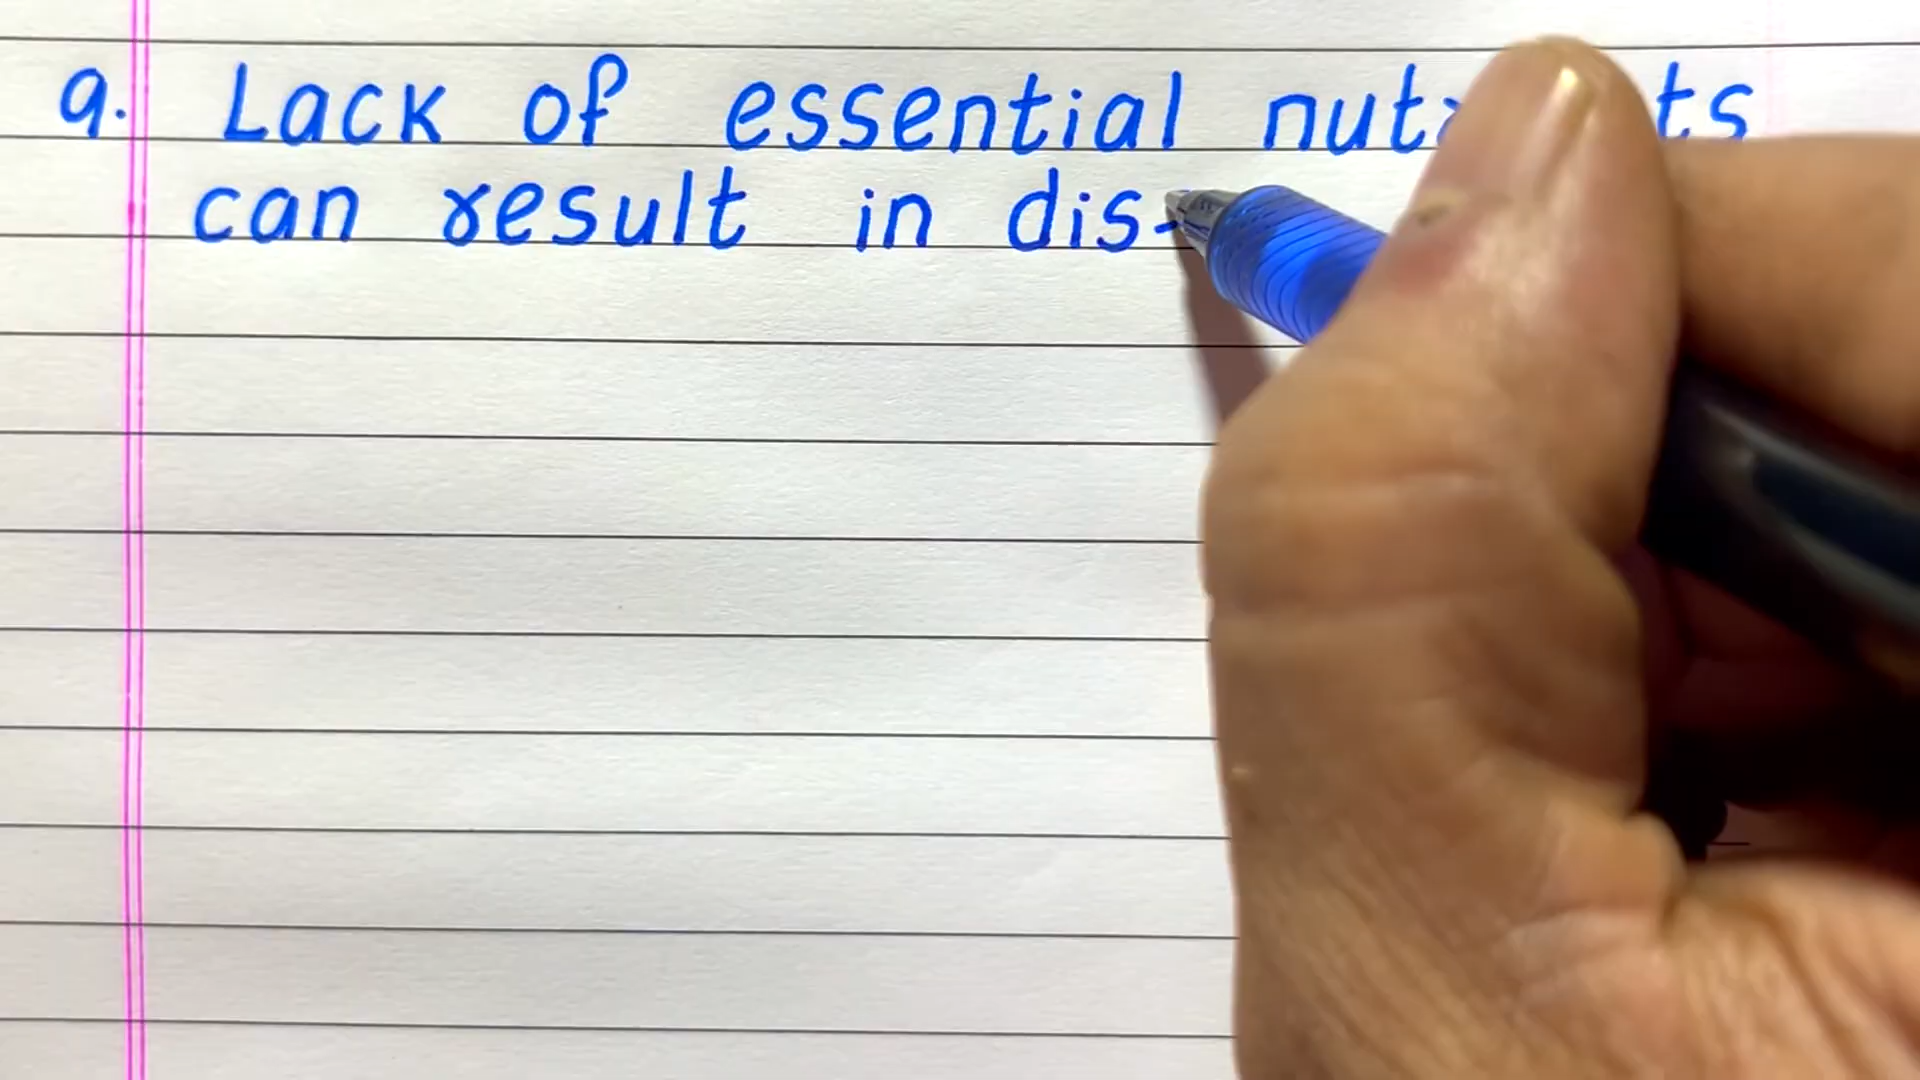 9. Lack of essential
can result in dis